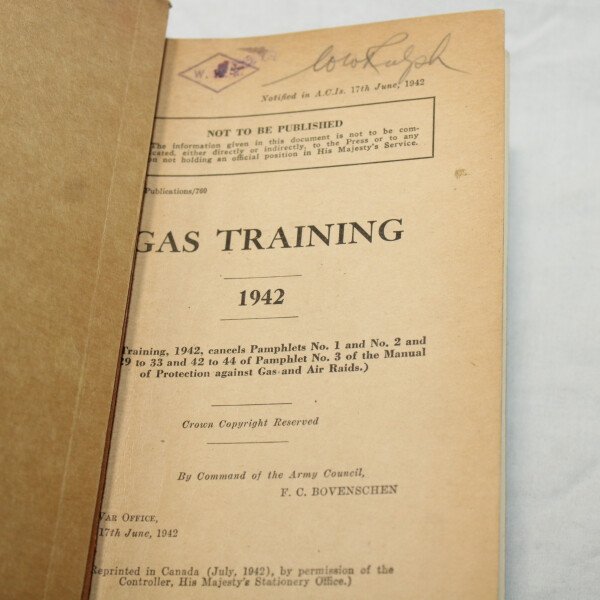 W.
W Ralph
Notified in A.C.Is. 17th June, 1942
NOT TO BE PUBLISHED
The information given in this document is not to be com-
cated, either directly or indirectly, to the Press or to any
on not holding an official position in His Majesty's Service.
Publications/760
GAS TRAINING
1942
Training, 1942, cancels Pamphlets No. 1 and No. 2 and
29 to 33 and 42 to 44 of Pamphlet No. 3 of the Manual
of Protection against Gas and Air Raids.)
Crown Copyright Reserved
By Command of the Army Council,
F. C. BOVENSCHEN
War Office,
17th June, 1942
Reprinted in Canada (July, 1942), by permission of the
Controller, His Majesty's Stationery Office.)